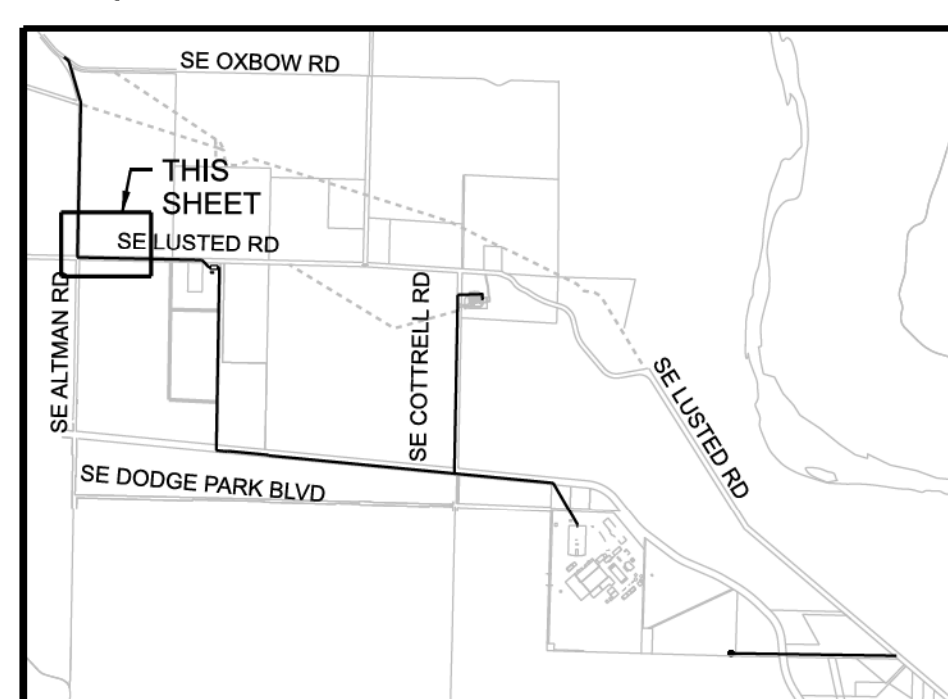 SE OXBOW RD
THIS
SHEET
SE LUSTED RD
SE ALTMAN RD
SE COTTRELL RD
SE LUSTED RD
SE DODGE PARK BLVD